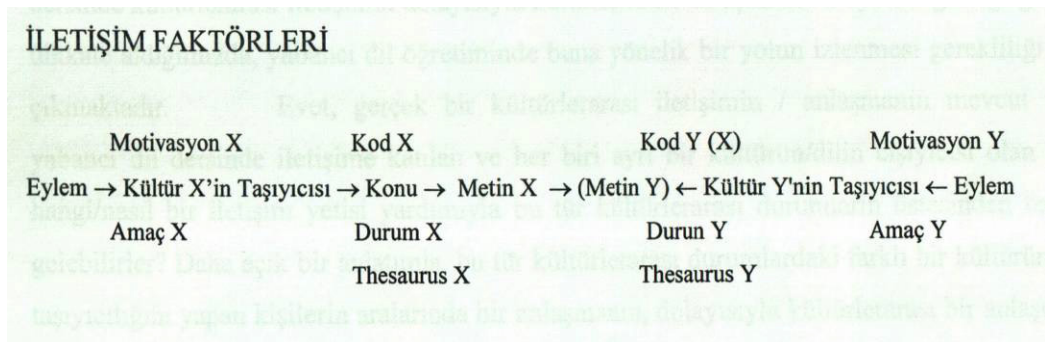 İLETİŞİM FAKTÖRLERİ
Motivasyon X Kod X Kod Y (X) Motivasyon Y
Eylem → Kültür X'in Taşıyıcısı → Konu → Metin X → (Metin Y) ← Kültür Y'nin Taşıyıcısı ← Eylem
Amaç X Durum X Durun Y Amaç Y
Thesaurus X Thesaurus Y